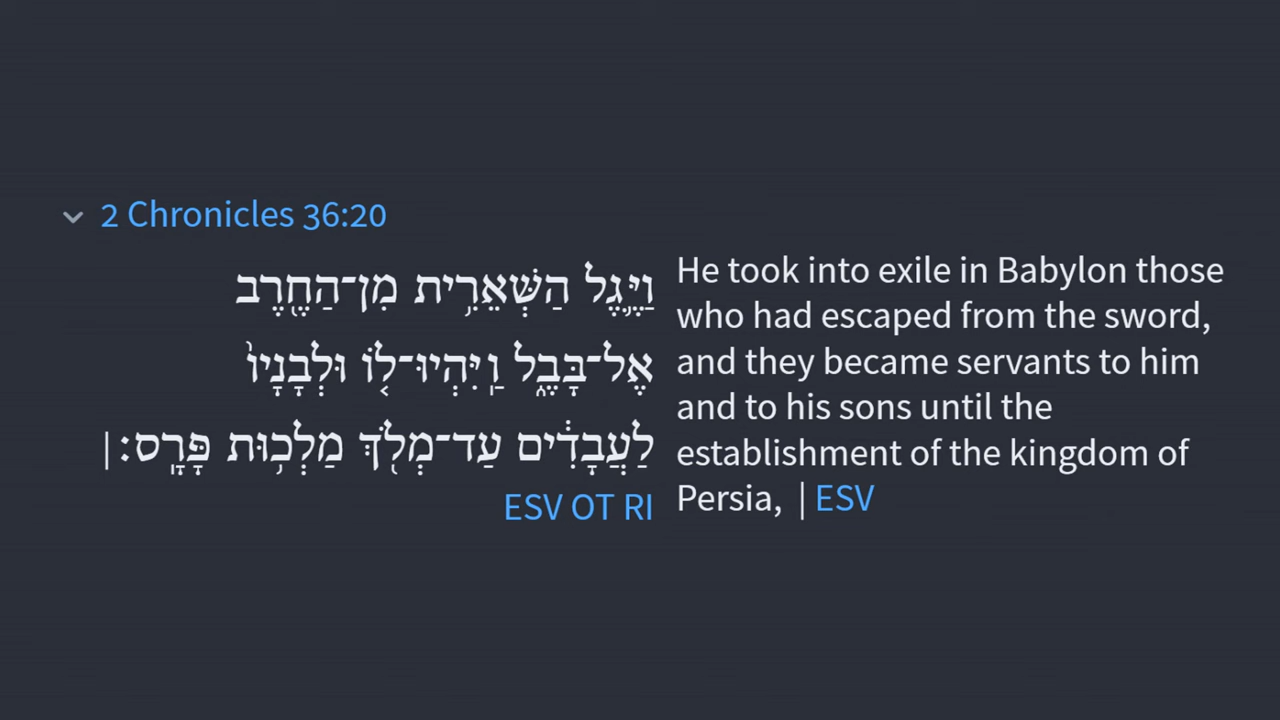 2 Chronicles 36:20
וַיֶּ֛גֶל הַשְּׁאֵרִ֥ית מִן־הַחֶ֖רֶב
אֶל־בָּבֶ֑ל וַֽיִּהְיוּ־ל֤וֹ וּלְבָנָיו֙
לַעֲבָדִ֔ים עַד־מְלֹ֖ךְ מַלְכ֥וּת פָּרָֽס׃ |
ESV OT RI
He took into exile in Babylon those
who had escaped from the sword,
and they became servants to him
and to his sons until the
establishment of the kingdom of
Persia, | ESV